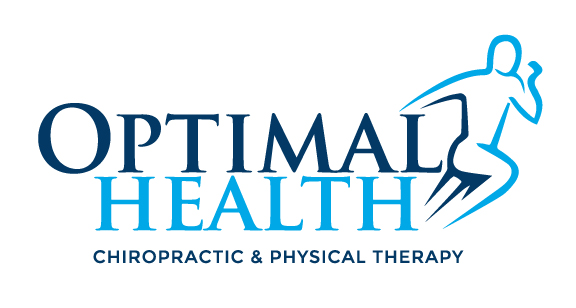 OPTIMAL
HEALTH
CHIROPRACTIC & PHYSICAL THERAPY